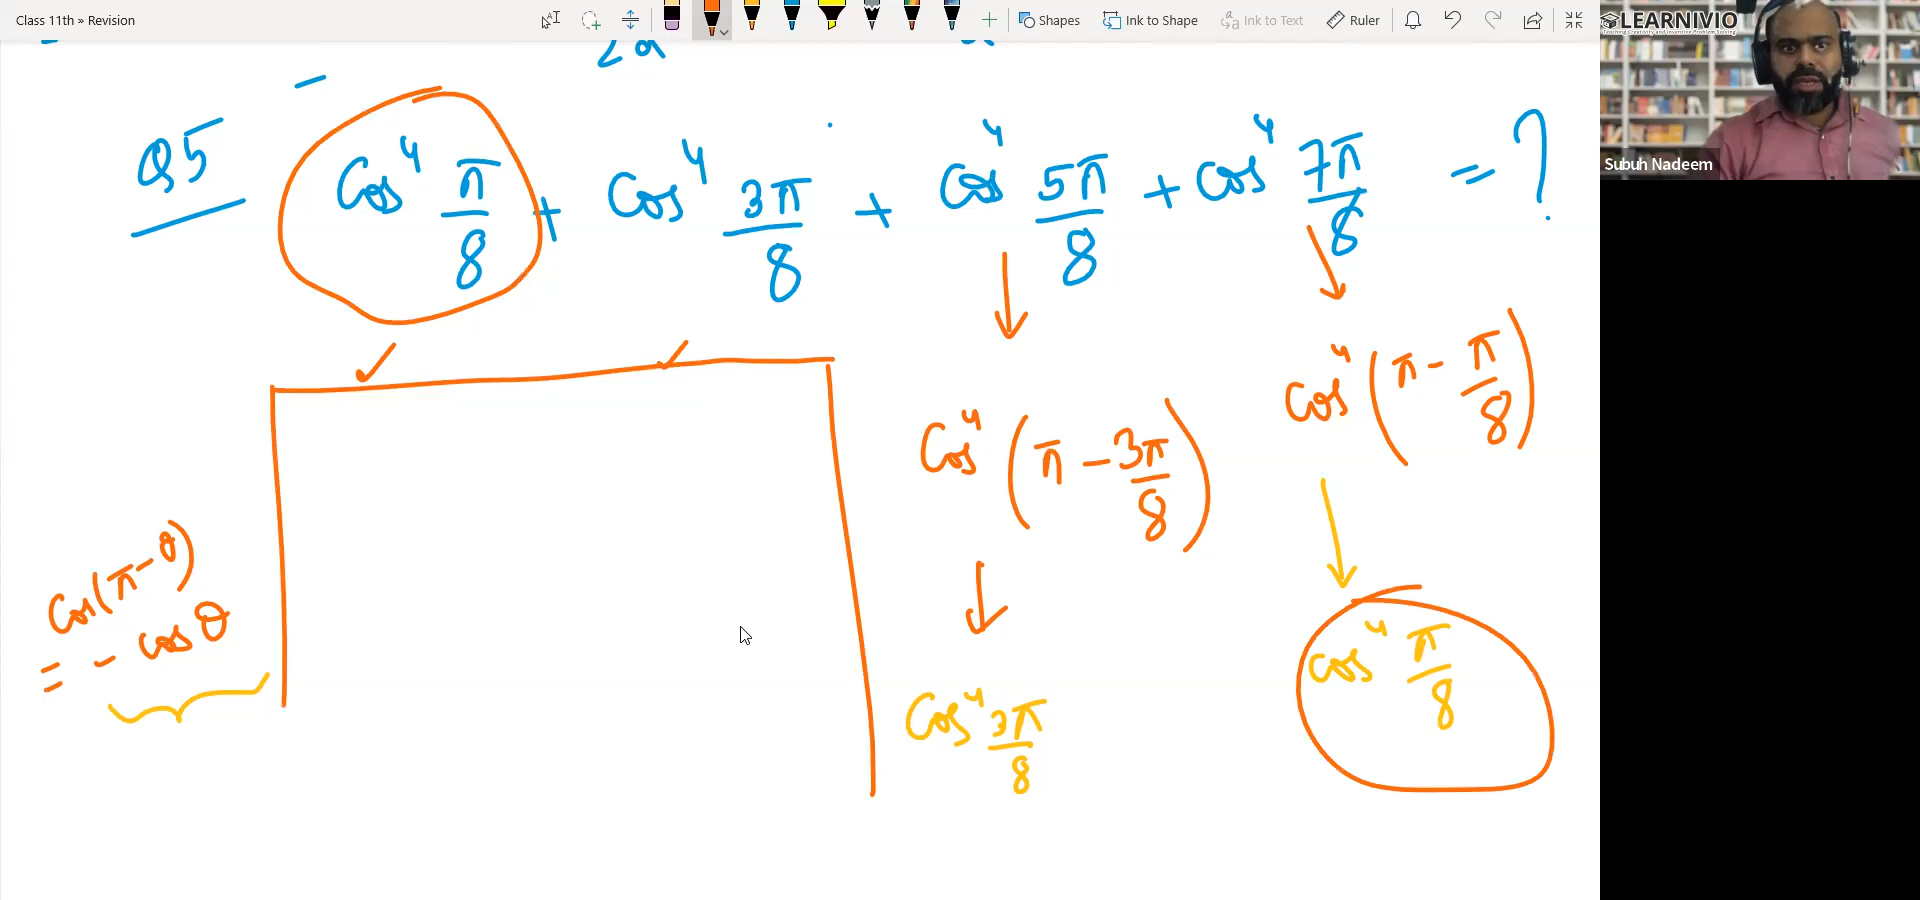 Class 11th » Revision
Shapes
Ink to Shape
Ink to Text
Ruler
LEARNIVIO
Subuh Nadeem
2a
Q5 Cos⁴ π/8 + Cos⁴ 3π/8 + Cos⁴ 5π/8 + Cos⁴ 7π/8 = ?
Cos⁴ (π - 3π/8)
Cos⁴ (π - π/8)
Cos(π - θ)
= - cos θ
Cos⁴ 3π/8
Cos⁴ π/8